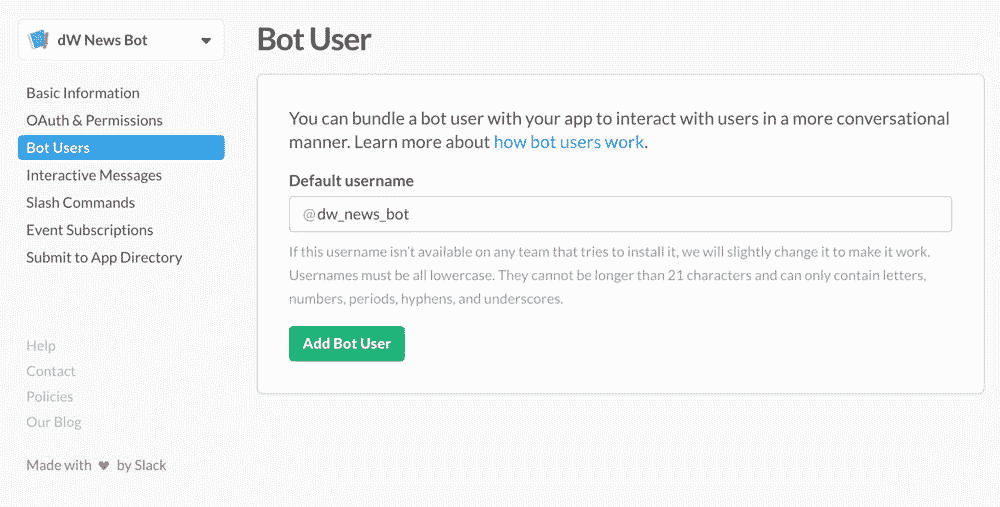 dW News Bot
Basic Information
OAuth & Permissions
Bot Users
Interactive Messages
Slash Commands
Event Subscriptions
Submit to App Directory
Help
Contact
Policies
Our Blog
Made with ❤ by Slack
Bot User
You can bundle a bot user with your app to interact with users in a more conversational
manner. Learn more about how bot users work.
Default username
@dw_news_bot
If this username isn't available on any team that tries to install it, we will slightly change it to make it work.
Usernames must be all lowercase. They cannot be longer than 21 characters and can only contain letters,
numbers, periods, hyphens, and underscores.
Add Bot User